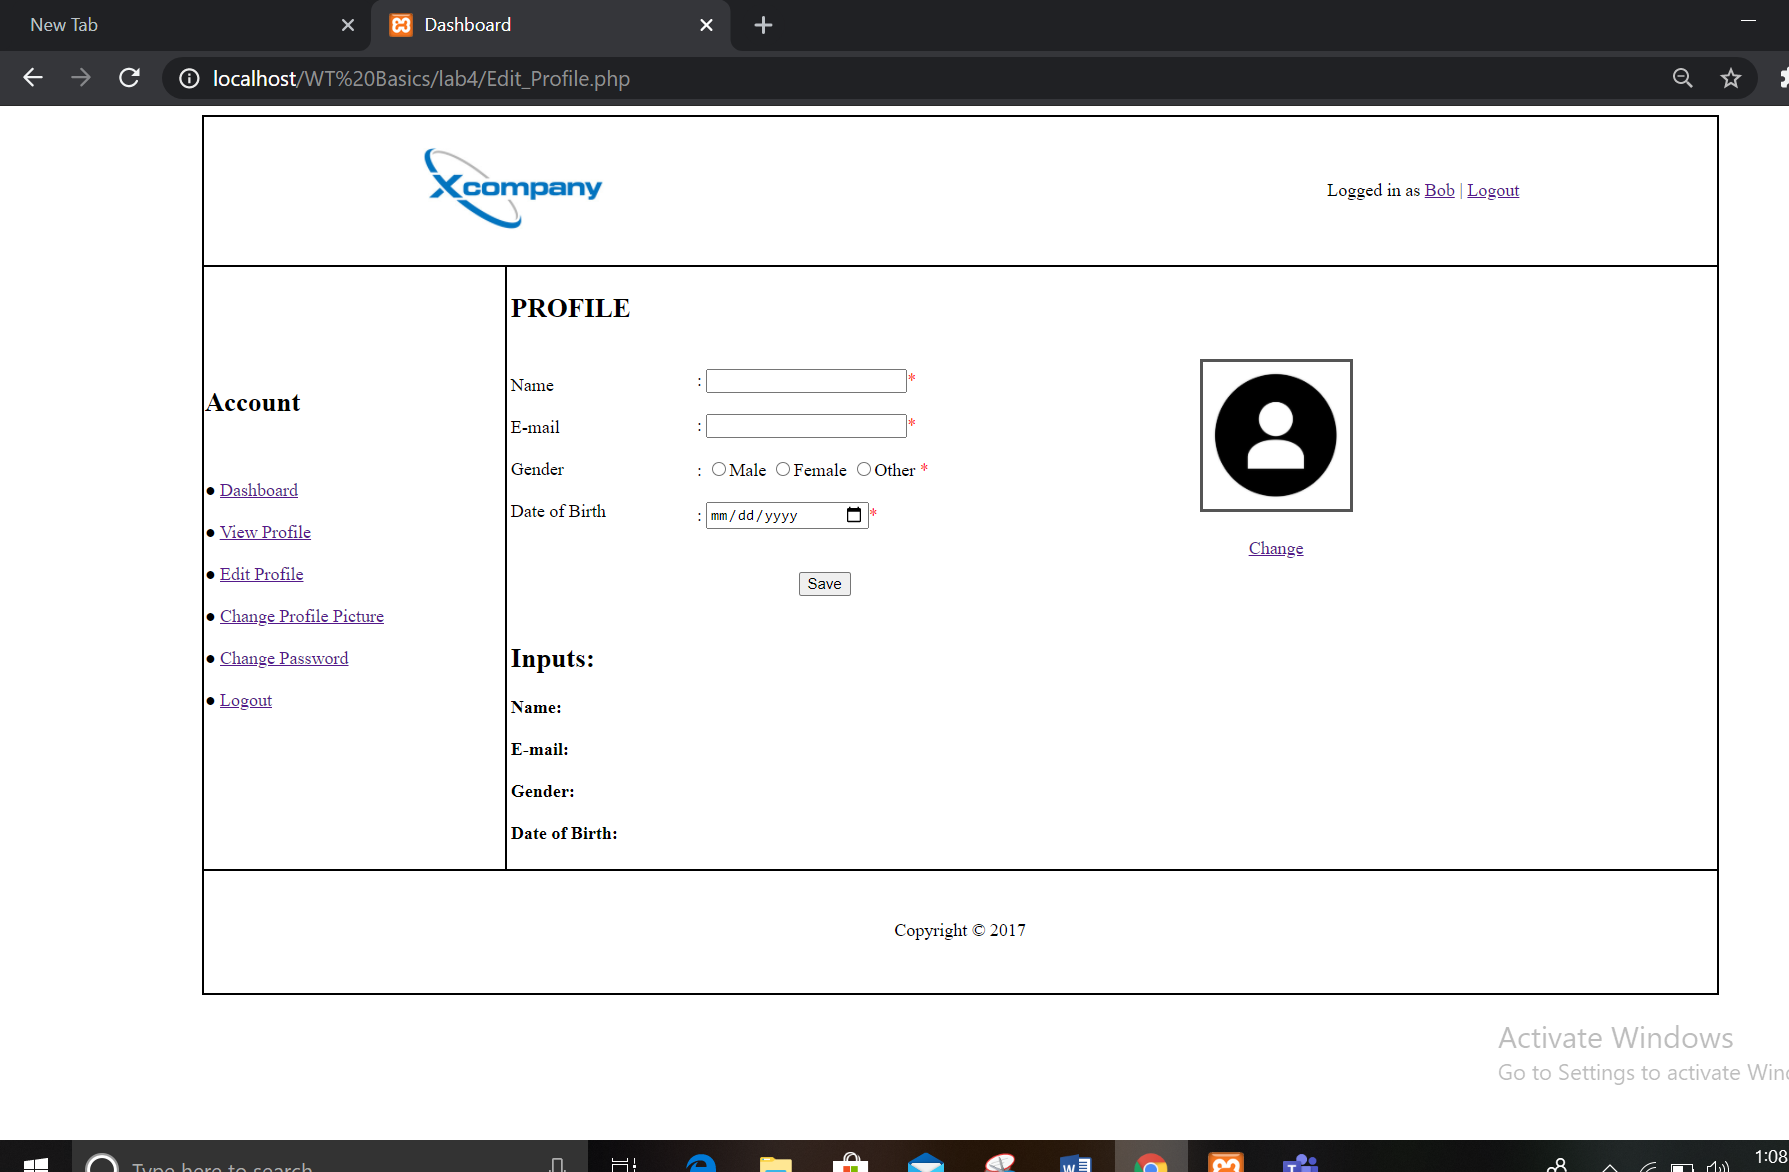 New Tab
Dashboard
localhost/WT%20Basics/lab4/Edit_Profile.php
Xcompany
Logged in as Bob | Logout
Account
● Dashboard
● View Profile
● Edit Profile
● Change Profile Picture
● Change Password
● Logout
PROFILE
Name : *
E-mail : *
Gender : Male Female Other *
Date of Birth : mm/dd/yyyy *
Save
Change
Inputs:
Name:
E-mail:
Gender:
Date of Birth:
Copyright © 2017
Activate Windows
Go to Settings to activate
Type here to search
1:08